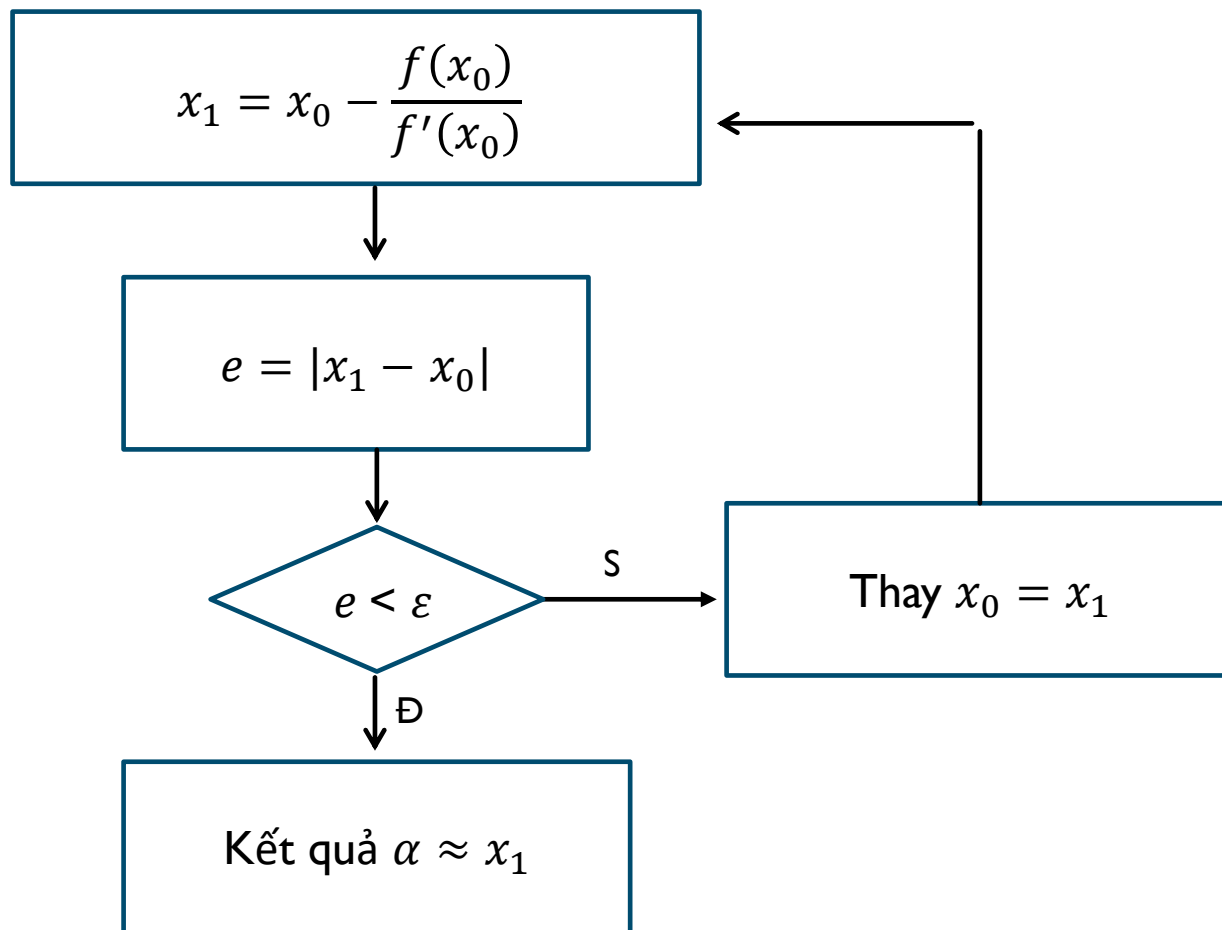 𝑥₁ = 𝑥₀ − 𝑓(𝑥₀)/𝑓′(𝑥₀)
𝑒 = |𝑥₁ − 𝑥₀|
𝑒 < 𝜀
S
Thay 𝑥₀ = 𝑥₁
Đ
Kết quả 𝛼 ≈ 𝑥₁